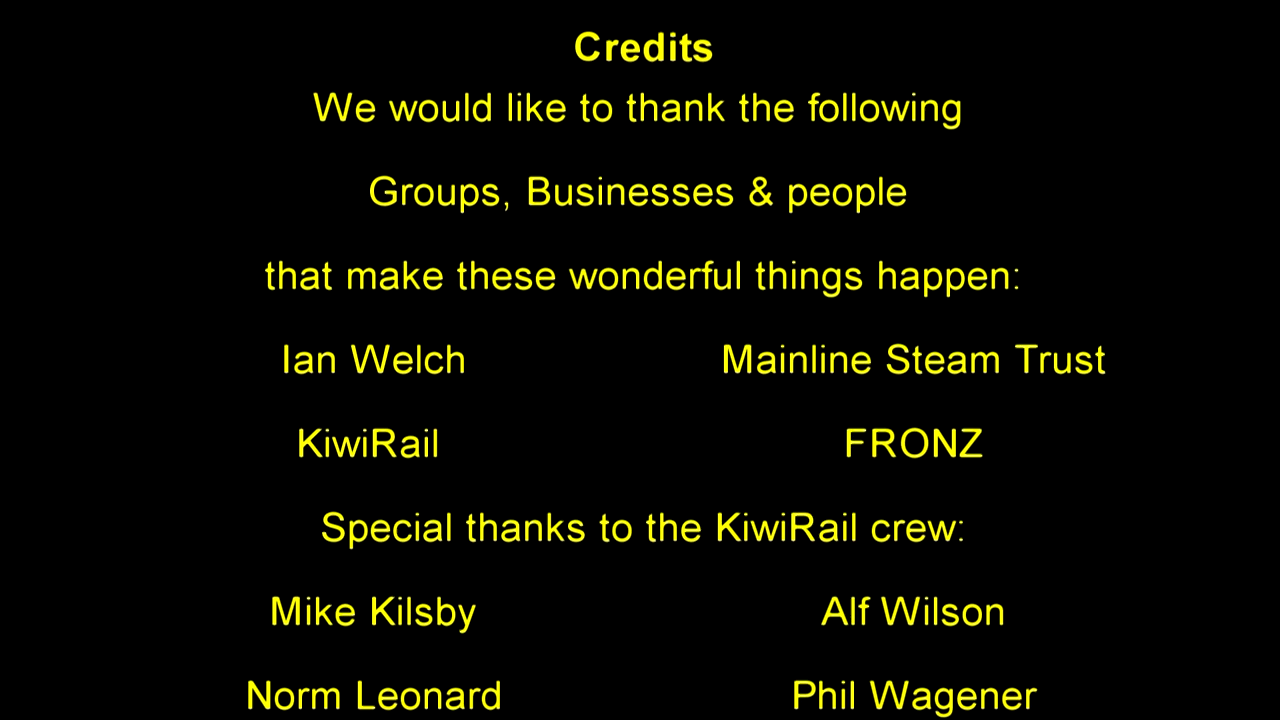 Credits
We would like to thank the following
Groups, Businesses & people
that make these wonderful things happen:
Ian Welch Mainline Steam Trust
KiwiRail FRONZ
Special thanks to the KiwiRail crew:
Mike Kilsby Alf Wilson
Norm Leonard Phil Wagener